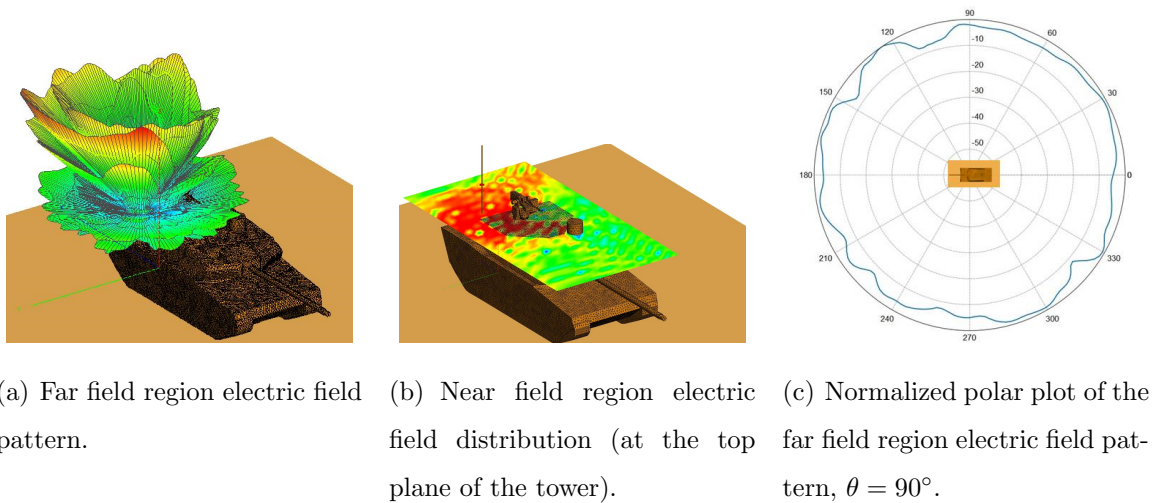 90
120
60
-10
-20
150
30
-30
-40
-50
180
0
210
330
240
300
270
(a) Far field region electric field
pattern.
(b) Near field region electric
field distribution (at the top
plane of the tower).
(c) Normalized polar plot of the
far field region electric field pat-
tern, θ = 90°.